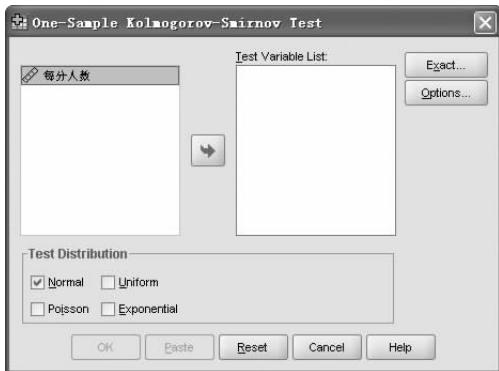 One-Sample Kolmogorov-Smirnov Test
每分人数
Test Variable List:
Exact...
Options...
Test Distribution
Normal
Uniform
Poisson
Exponential
OK
Paste
Reset
Cancel
Help